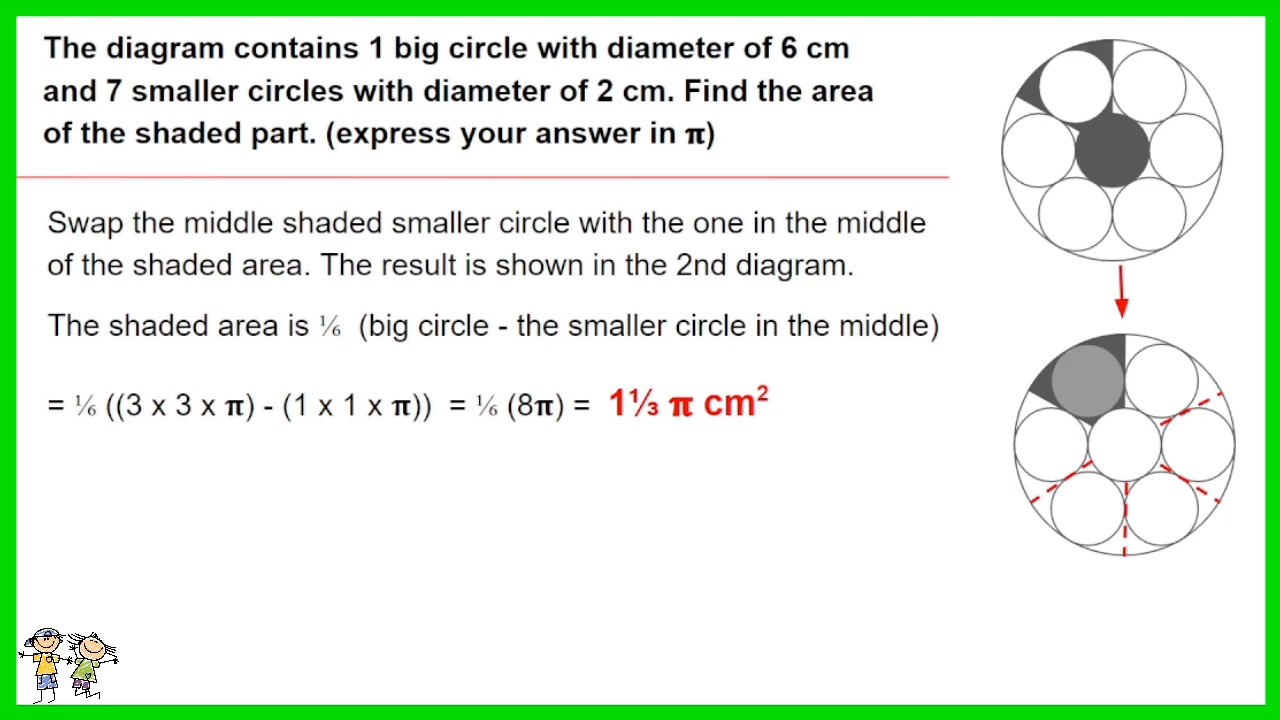 The diagram contains 1 big circle with diameter of 6 cm
and 7 smaller circles with diameter of 2 cm. Find the area
of the shaded part. (express your answer in π)
Swap the middle shaded smaller circle with the one in the middle
of the shaded area. The result is shown in the 2nd diagram.
The shaded area is ⅙ (big circle - the smaller circle in the middle)
= ⅙ ((3 x 3 x π) - (1 x 1 x π)) = ⅙ (8π) = 1⅓ π cm²